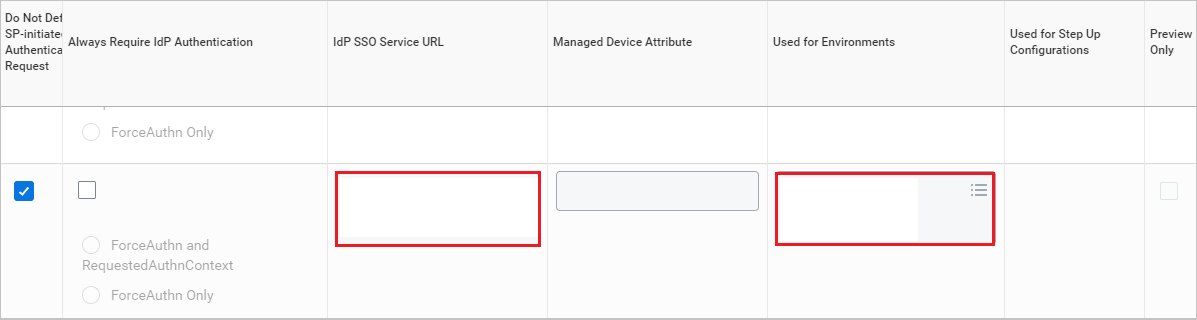 Do Not Def
SP-initiated
Authentica
Request
Always Require IdP Authentication
IdP SSO Service URL
Managed Device Attribute
Used for Environments
Used for Step Up
Configurations
Preview
Only
ForceAuthn Only
ForceAuthn and
RequestedAuthnContext
ForceAuthn Only